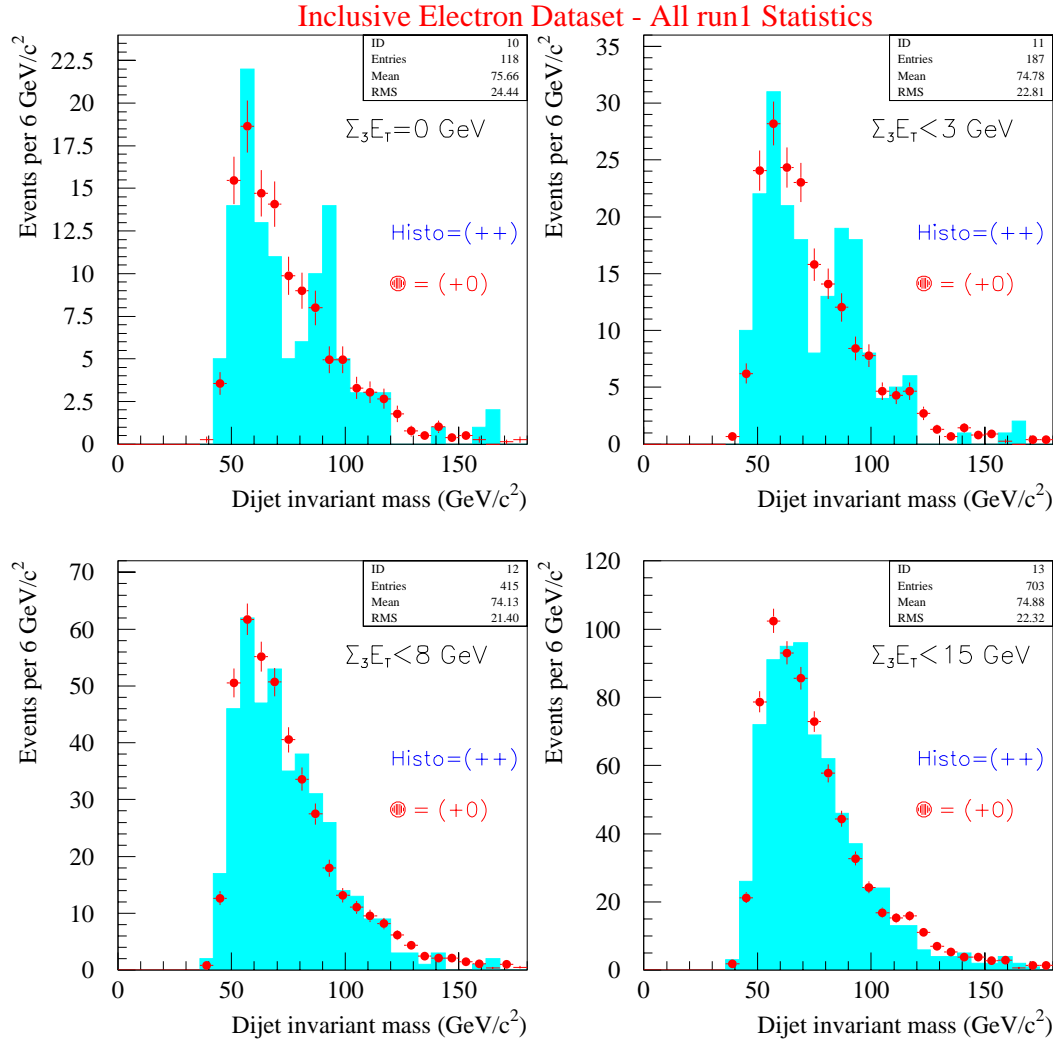 Inclusive Electron Dataset - All run1 Statistics
Events per 6 GeV/c²
22.5
20
17.5
15
12.5
10
7.5
5
2.5
0
ID 10
Entries 118
Mean 75.66
RMS 24.44
Σ₃E_T=0 GeV
Histo=(++)
= (+0)
0 50 100 150
Dijet invariant mass (GeV/c²)
Events per 6 GeV/c²
35
30
25
20
15
10
5
0
ID 11
Entries 187
Mean 74.78
RMS 22.81
Σ₃E_T<3 GeV
Histo=(++)
= (+0)
0 50 100 150
Dijet invariant mass (GeV/c²)
Events per 6 GeV/c²
70
60
50
40
30
20
10
0
ID 12
Entries 415
Mean 74.13
RMS 21.40
Σ₃E_T<8 GeV
Histo=(++)
= (+0)
0 50 100 150
Dijet invariant mass (GeV/c²)
Events per 6 GeV/c²
120
100
80
60
40
20
0
ID 13
Entries 703
Mean 74.88
RMS 22.32
Σ₃E_T<15 GeV
Histo=(++)
= (+0)
0 50 100 150
Dijet invariant mass (GeV/c²)